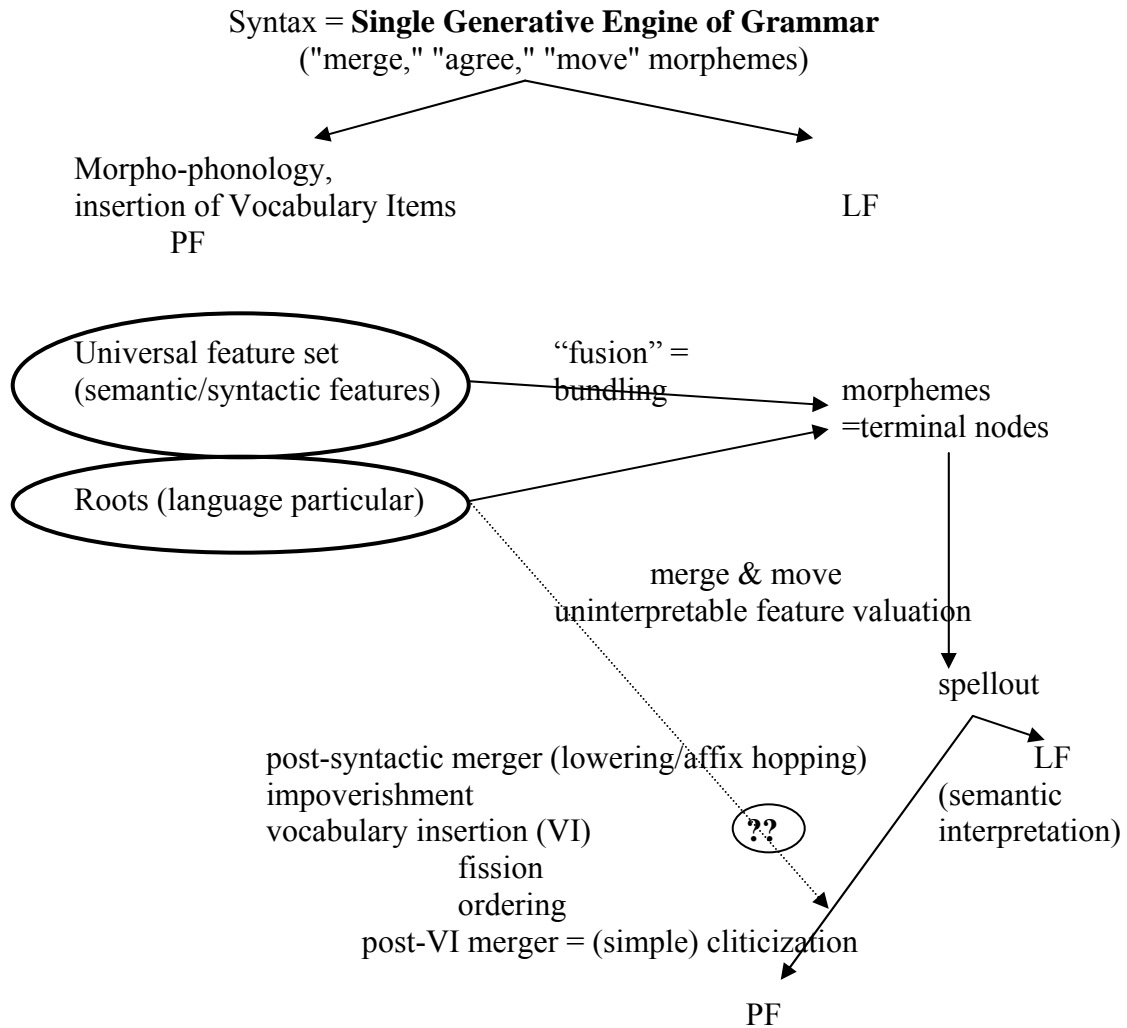 Syntax = Single Generative Engine of Grammar
("merge," "agree," "move" morphemes)
Morpho-phonology,
insertion of Vocabulary Items
PF
LF
Universal feature set
(semantic/syntactic features)
“fusion” =
bundling
morphemes
=terminal nodes
Roots (language particular)
merge & move
uninterpretable feature valuation
spellout
post-syntactic merger (lowering/affix hopping)
impoverishment
vocabulary insertion (VI)
fission
ordering
post-VI merger = (simple) cliticization
??
LF
(semantic
interpretation)
PF